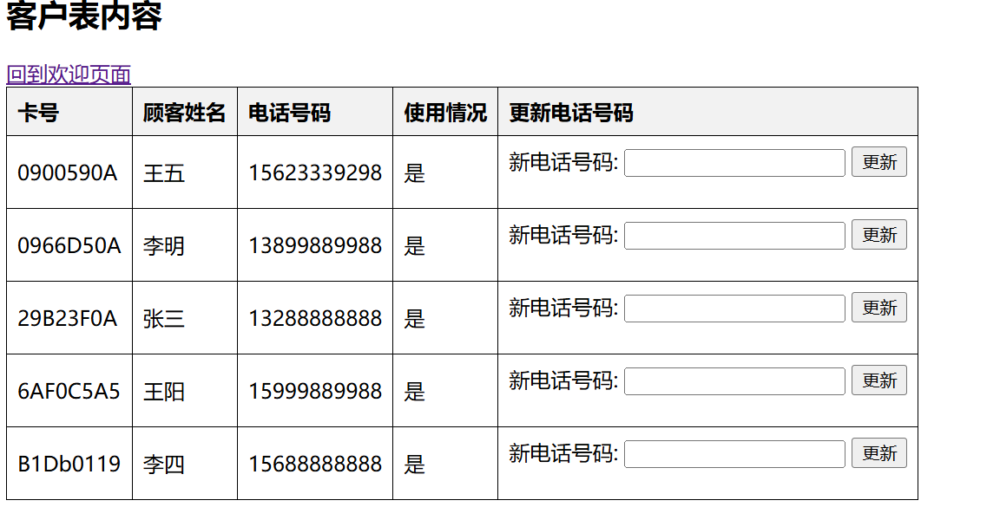 客户表内容
回到欢迎页面
卡号 顾客姓名 电话号码 使用情况 更新电话号码
0900590A 王五 15623339298 是 新电话号码: 更新
0966D50A 李明 13899889988 是 新电话号码: 更新
29B23F0A 张三 13288888888 是 新电话号码: 更新
6AF0C5A5 王阳 15999889988 是 新电话号码: 更新
B1Db0119 李四 15688888888 是 新电话号码: 更新